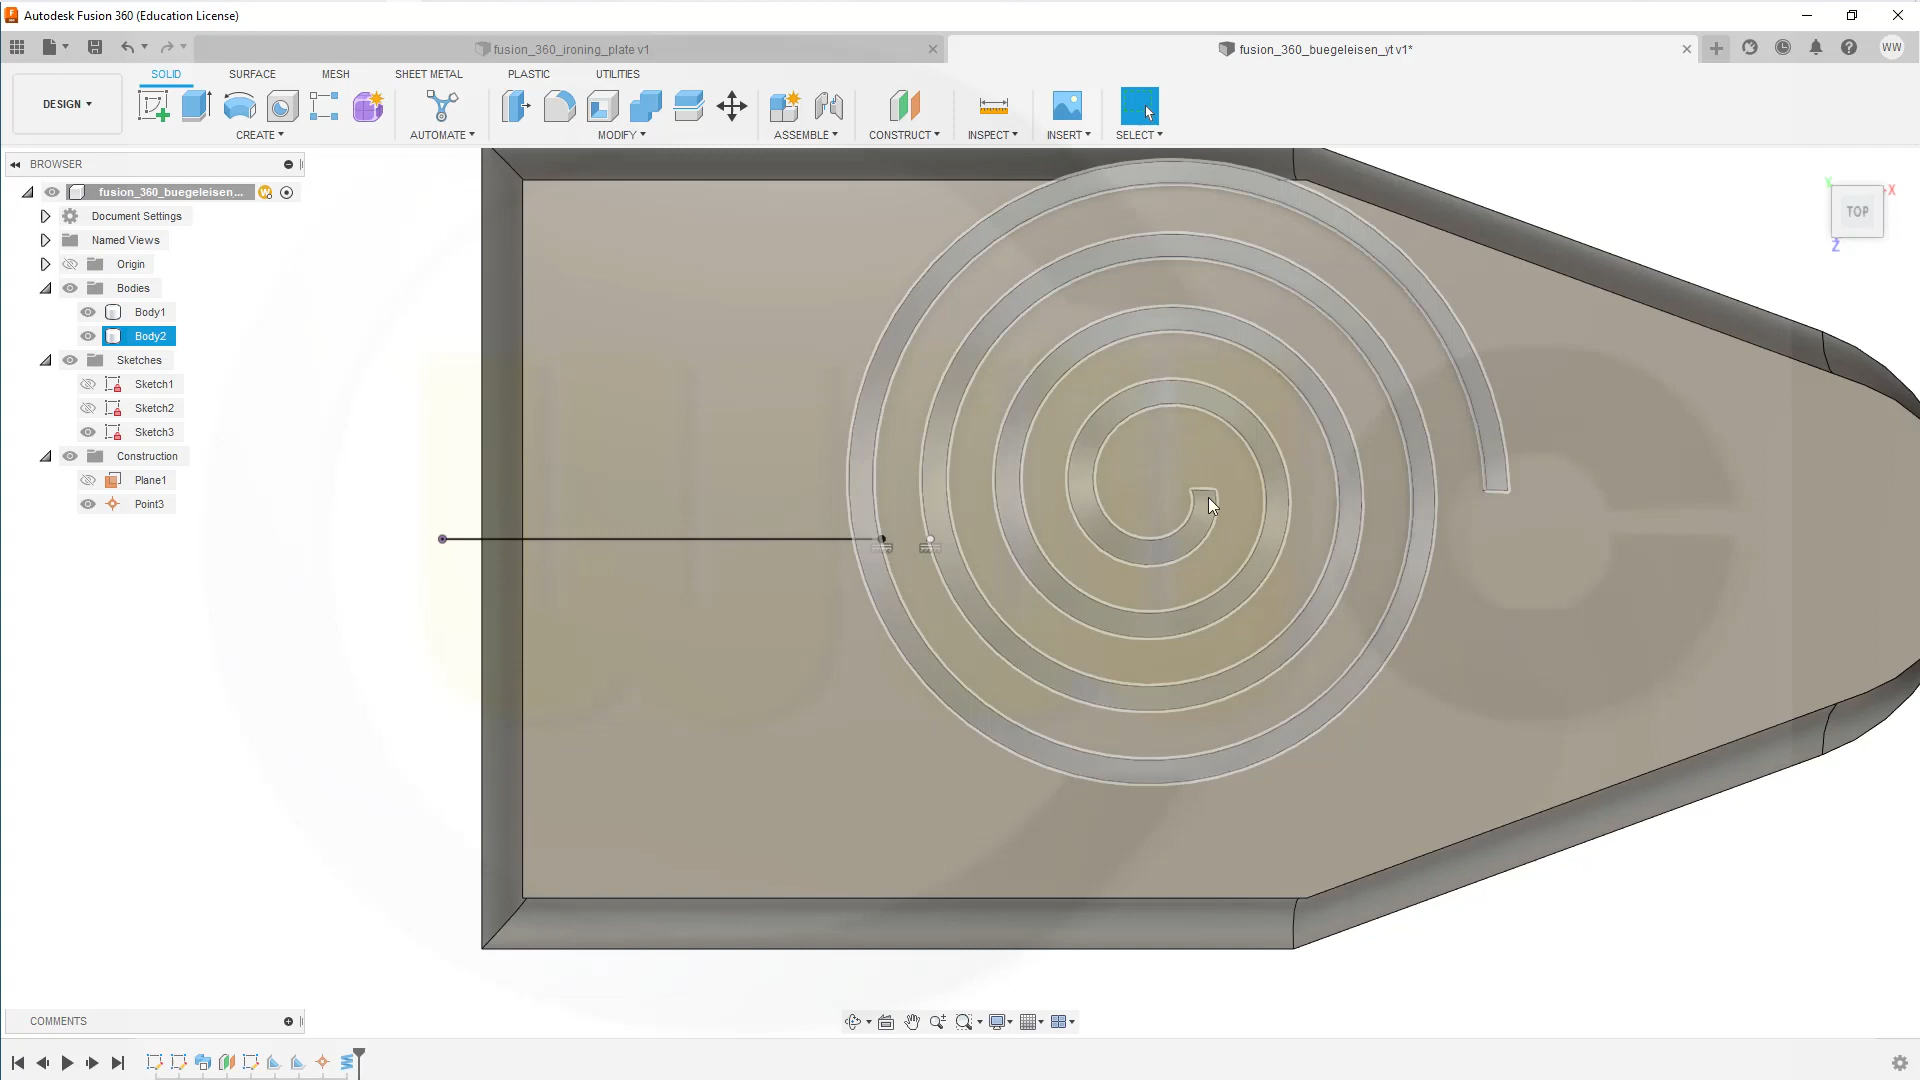 Autodesk Fusion 360 (Education License)
fusion_360_ironing_plate v1
fusion_360_buegeleisen_yt v1*
WW
DESIGN
SOLID
SURFACE
MESH
SHEET METAL
PLASTIC
UTILITIES
CREATE
AUTOMATE
MODIFY
ASSEMBLE
CONSTRUCT
INSPECT
INSERT
SELECT
BROWSER
fusion_360_buegeleisen...
Document Settings
Named Views
Origin
Bodies
Body1
Body2
Sketches
Sketch1
Sketch2
Sketch3
Construction
Plane1
Point3
Y
X
TOP
Z
COMMENTS